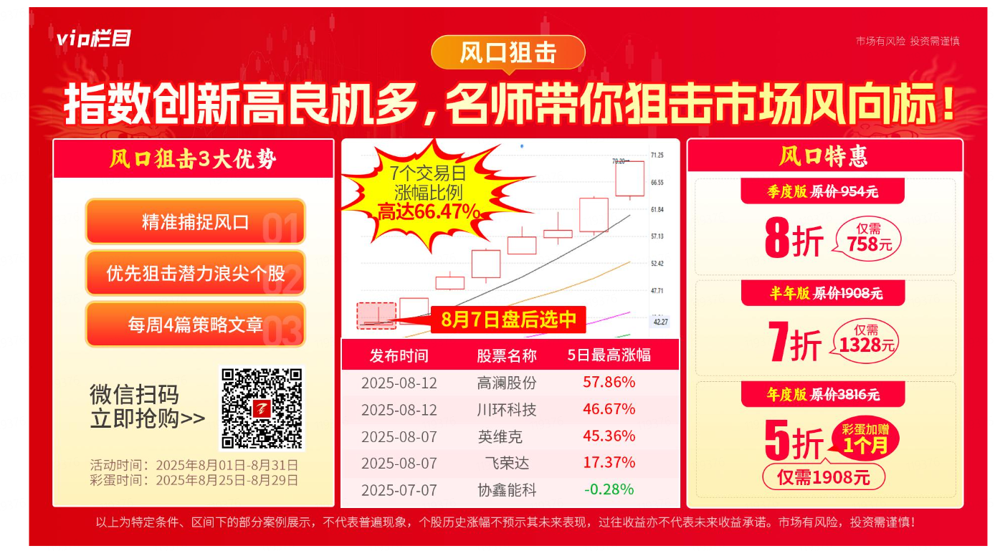 vip栏目
风口狙击
市场有风险 投资需谨慎
指数创新高良机多，名师带你狙击市场风向标！
风口狙击3大优势
精准捕捉风口
01
优先狙击潜力浪尖个股
02
每周4篇策略文章
03
微信扫码
立即抢购>>
活动时间：2025年8月01日-8月31日
彩蛋时间：2025年8月25日-8月29日
7个交易日
涨幅比例
高达66.47%
70.20
71.25
66.55
61.84
57.13
52.42
47.71
42.27
8月7日盘后选中
发布时间 股票名称 5日最高涨幅
2025-08-12 高澜股份 57.86%
2025-08-12 川环科技 46.67%
2025-08-07 英维克 45.36%
2025-08-07 飞荣达 17.37%
2025-07-07 协鑫能科 -0.28%
风口特惠
季度版 原价954元
8折
仅需
758元
半年版 原价1908元
7折
仅需
1328元
年度版 原价3816元
5折
彩蛋加赠
1个月
仅需1908元
以上为特定条件、区间下的部分案例展示，不代表普遍现象，个股历史涨幅不预示其未来表现，过往收益亦不代表未来收益承诺。市场有风险，投资需谨慎！